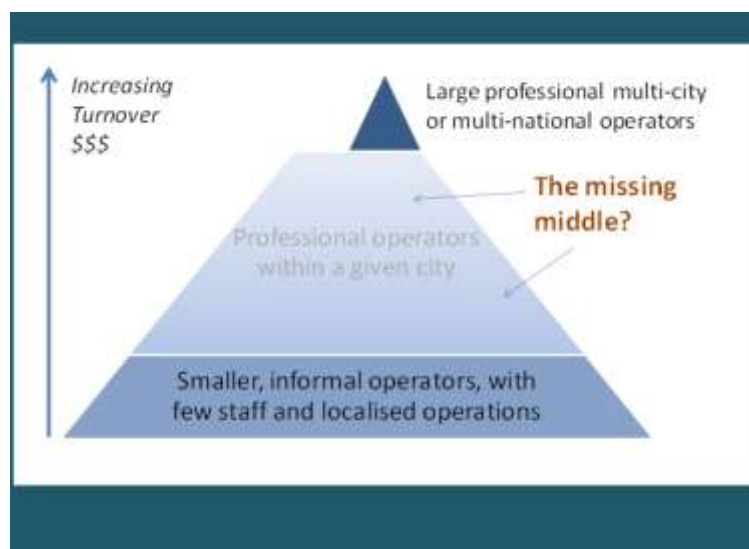 Increasing
Turnover
$$$
Large professional multi-city
or multi-national operators
The missing
middle?
Professional operators
within a given city
Smaller, informal operators, with
few staff and localised operations